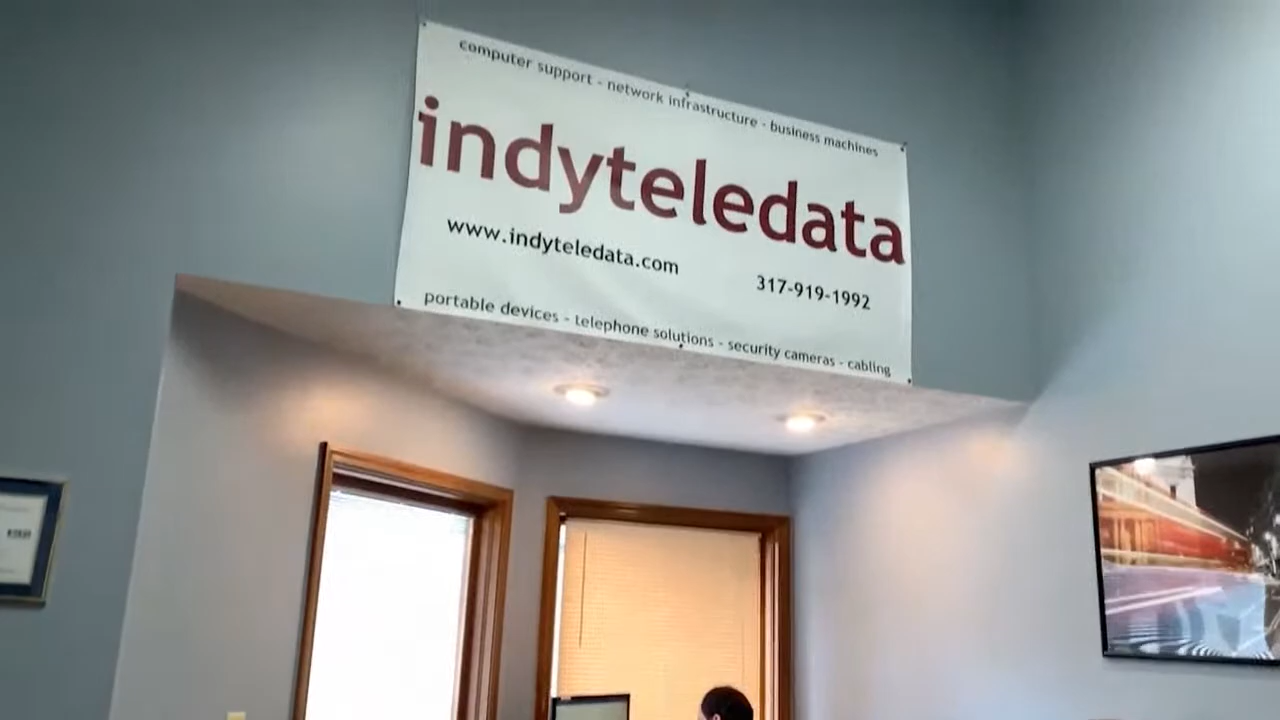 computer support - network infrastructure - business machines
indyteledata
www.indyteledata.com
317-919-1992
portable devices - telephone solutions - security cameras - cabling